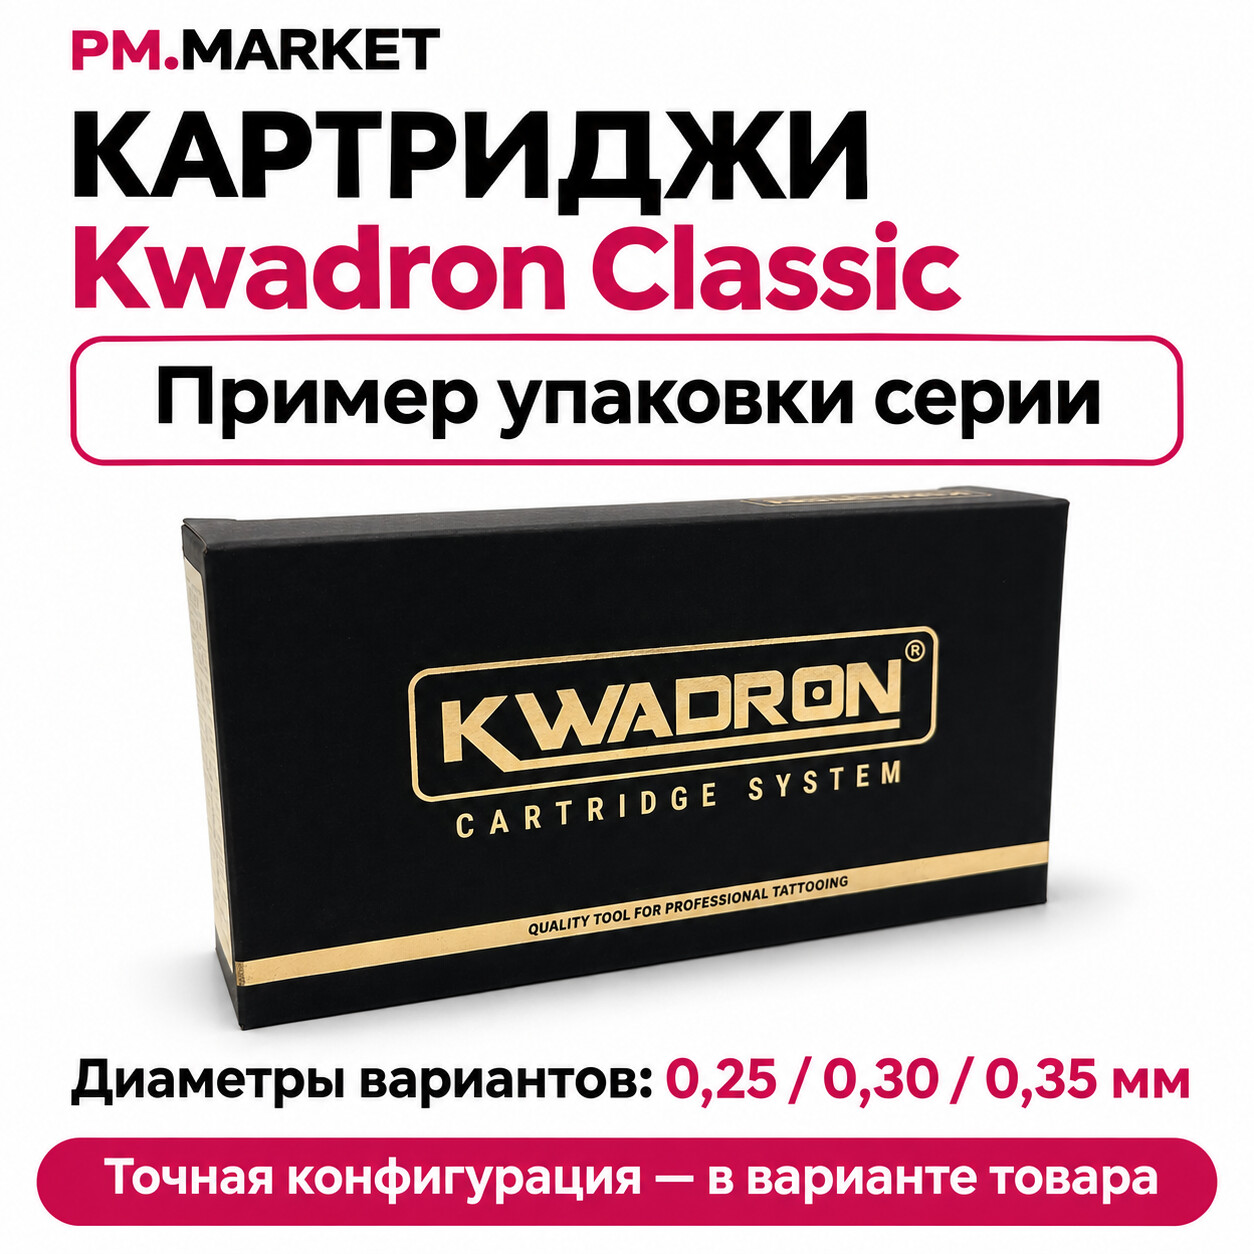 PM.MARKET
КАРТРИДЖИ
Kwadron Classic
Пример упаковки серии
KWADRON®
CARTRIDGE SYSTEM
QUALITY TOOL FOR PROFESSIONAL TATTOOING
Диаметры вариантов: 0,25 / 0,30 / 0,35 мм
Точная конфигурация — в варианте товара